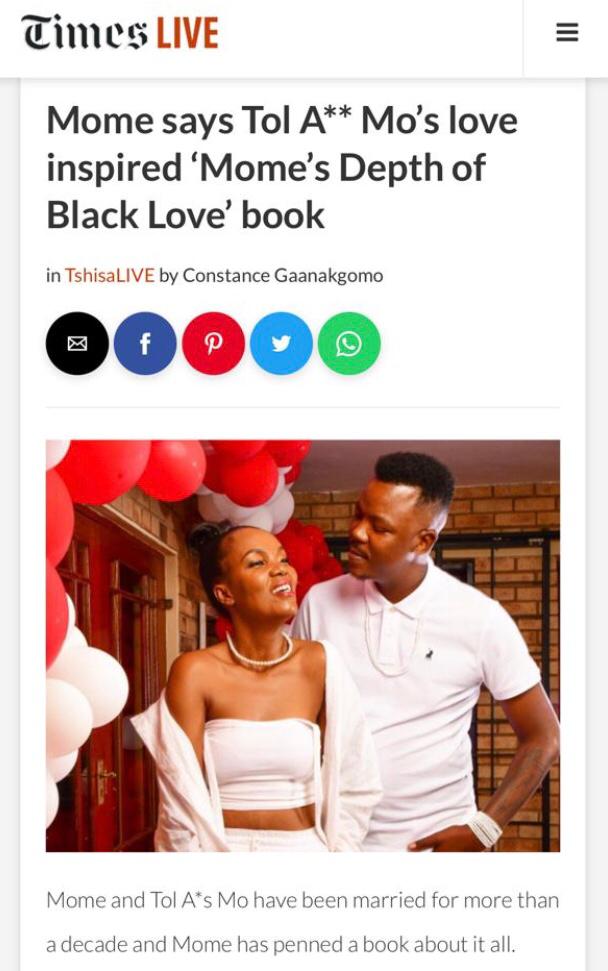 Times LIVE
Mome says Tol A** Mo’s love
inspired ‘Mome’s Depth of
Black Love’ book
in TshisaLIVE by Constance Gaanakgomo
Mome and Tol A*s Mo have been married for more than
a decade and Mome has penned a book about it all.